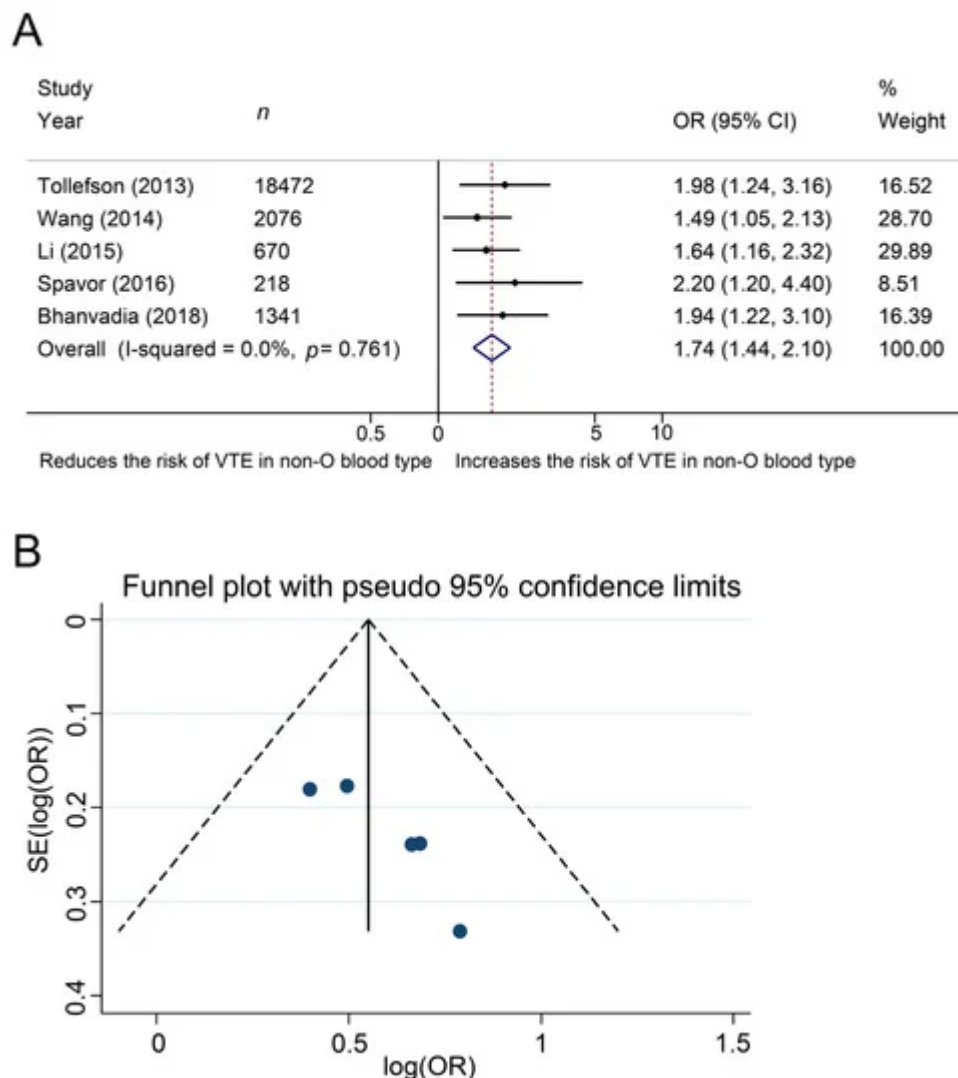 A
Study
Year n OR (95% CI) % Weight
Tollefson (2013) 18472 1.98 (1.24, 3.16) 16.52
Wang (2014) 2076 1.49 (1.05, 2.13) 28.70
Li (2015) 670 1.64 (1.16, 2.32) 29.89
Spavor (2016) 218 2.20 (1.20, 4.40) 8.51
Bhanvadia (2018) 1341 1.94 (1.22, 3.10) 16.39
Overall (I-squared = 0.0%, p= 0.761) 1.74 (1.44, 2.10) 100.00
0.5 0 5 10
Reduces the risk of VTE in non-O blood type Increases the risk of VTE in non-O blood type
B
Funnel plot with pseudo 95% confidence limits
SE(log(OR))
0
0.1
0.2
0.3
0.4
0 0.5 1 1.5
log(OR)